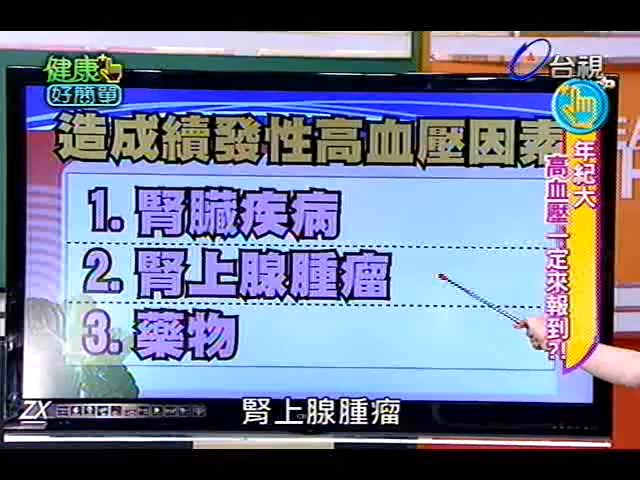 健康
好簡單
台視
造成續發性高血壓因素
1. 腎臟疾病
2. 腎上腺腫瘤
3. 藥物
年紀大
高血壓一定來報到?!
ZX
腎上腺腫瘤